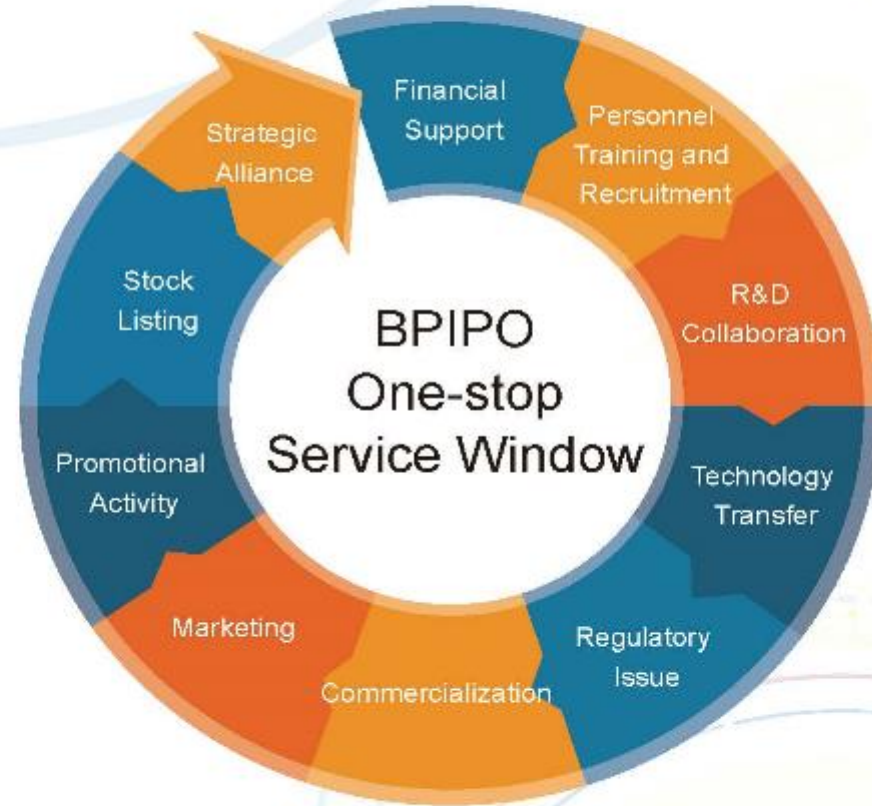 Financial
Support
Personnel
Training and
Recruitment
R&D
Collaboration
Technology
Transfer
Regulatory
Issue
Commercialization
Marketing
Promotional
Activity
Stock
Listing
Strategic
Alliance
BPIPO
One-stop
Service Window